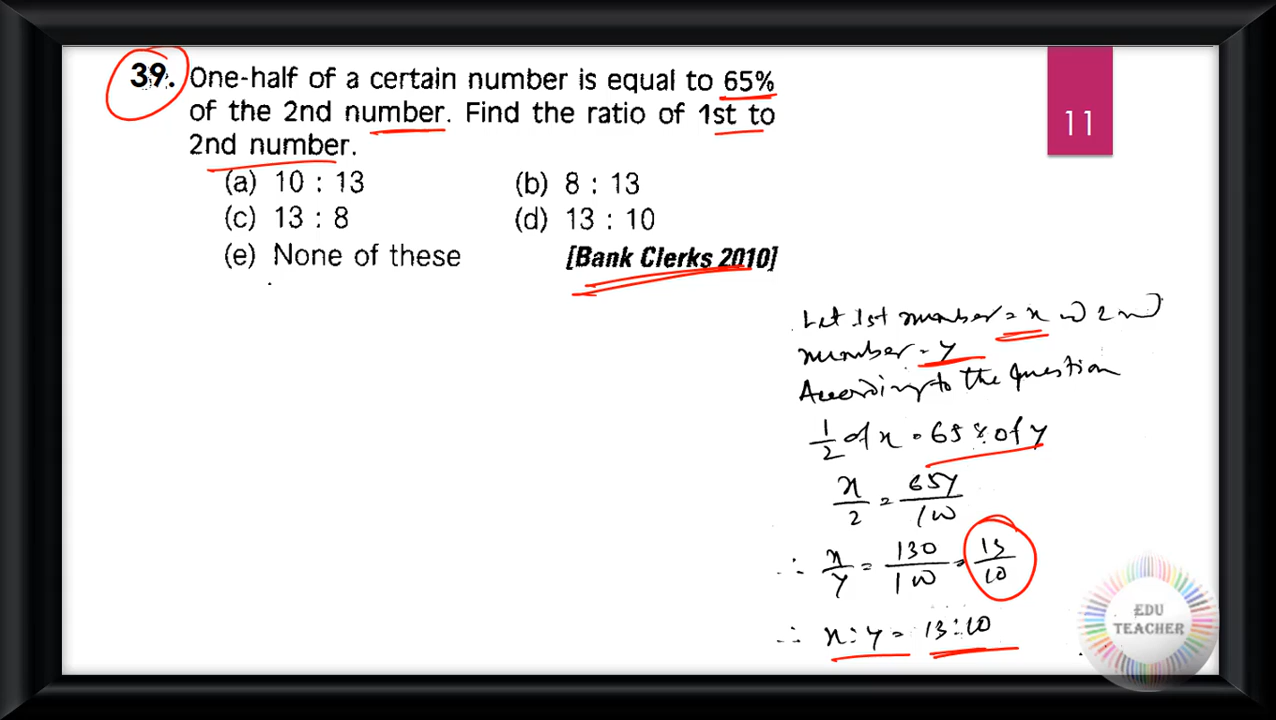 39. One-half of a certain number is equal to 65%
of the 2nd number. Find the ratio of 1st to
2nd number.
(a) 10 : 13 (b) 8 : 13
(c) 13 : 8 (d) 13 : 10
(e) None of these [Bank Clerks 2010]
11
Let 1st number = x 2nd
number = y
According to the question
1/2 of x = 65% of y
x/2 = 65y/100
∴ x/y = 130/100 = 13/10
∴ x : y = 13 : 10
EDU
TEACHER